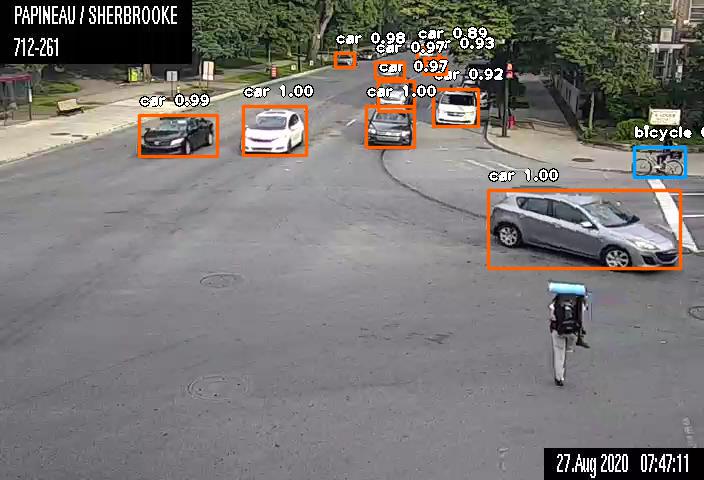 PAPINEAU / SHERBROOKE
712-261
car 0.98
car 0.89
car 0.97
0.93
car 0.97
car 0.92
car 0.99
car 1.00
car 1.00
bicycle
car 1.00
27.Aug 2020 07:47:11